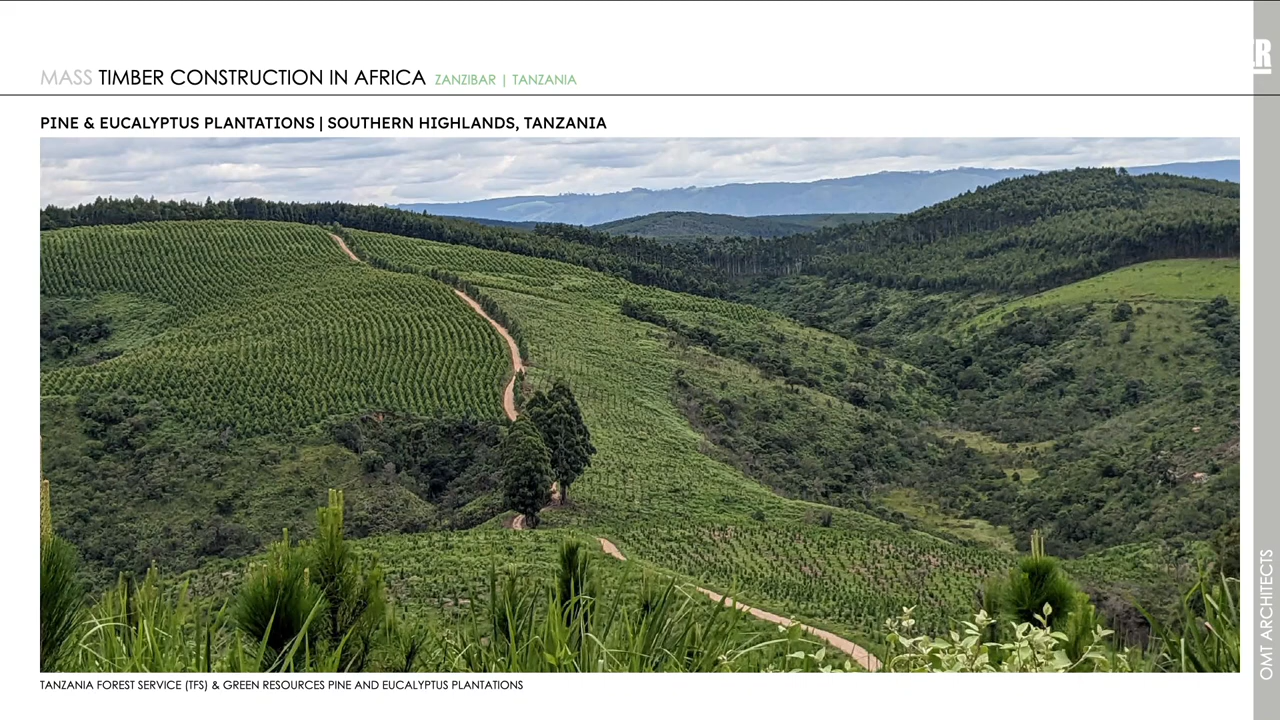 MASS TIMBER CONSTRUCTION IN AFRICA ZANZIBAR | TANZANIA
PINE & EUCALYPTUS PLANTATIONS | SOUTHERN HIGHLANDS, TANZANIA
TANZANIA FOREST SERVICE (TFS) & GREEN RESOURCES PINE AND EUCALYPTUS PLANTATIONS
OMT ARCHITECTS